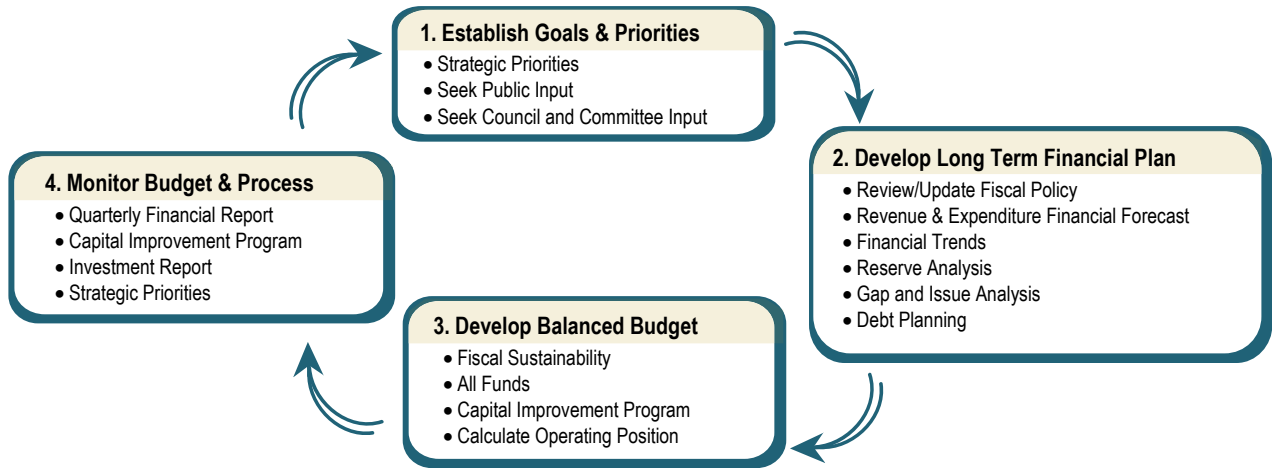 1. Establish Goals & Priorities
• Strategic Priorities
• Seek Public Input
• Seek Council and Committee Input
2. Develop Long Term Financial Plan
• Review/Update Fiscal Policy
• Revenue & Expenditure Financial Forecast
• Financial Trends
• Reserve Analysis
• Gap and Issue Analysis
• Debt Planning
3. Develop Balanced Budget
• Fiscal Sustainability
• All Funds
• Capital Improvement Program
• Calculate Operating Position
4. Monitor Budget & Process
• Quarterly Financial Report
• Capital Improvement Program
• Investment Report
• Strategic Priorities